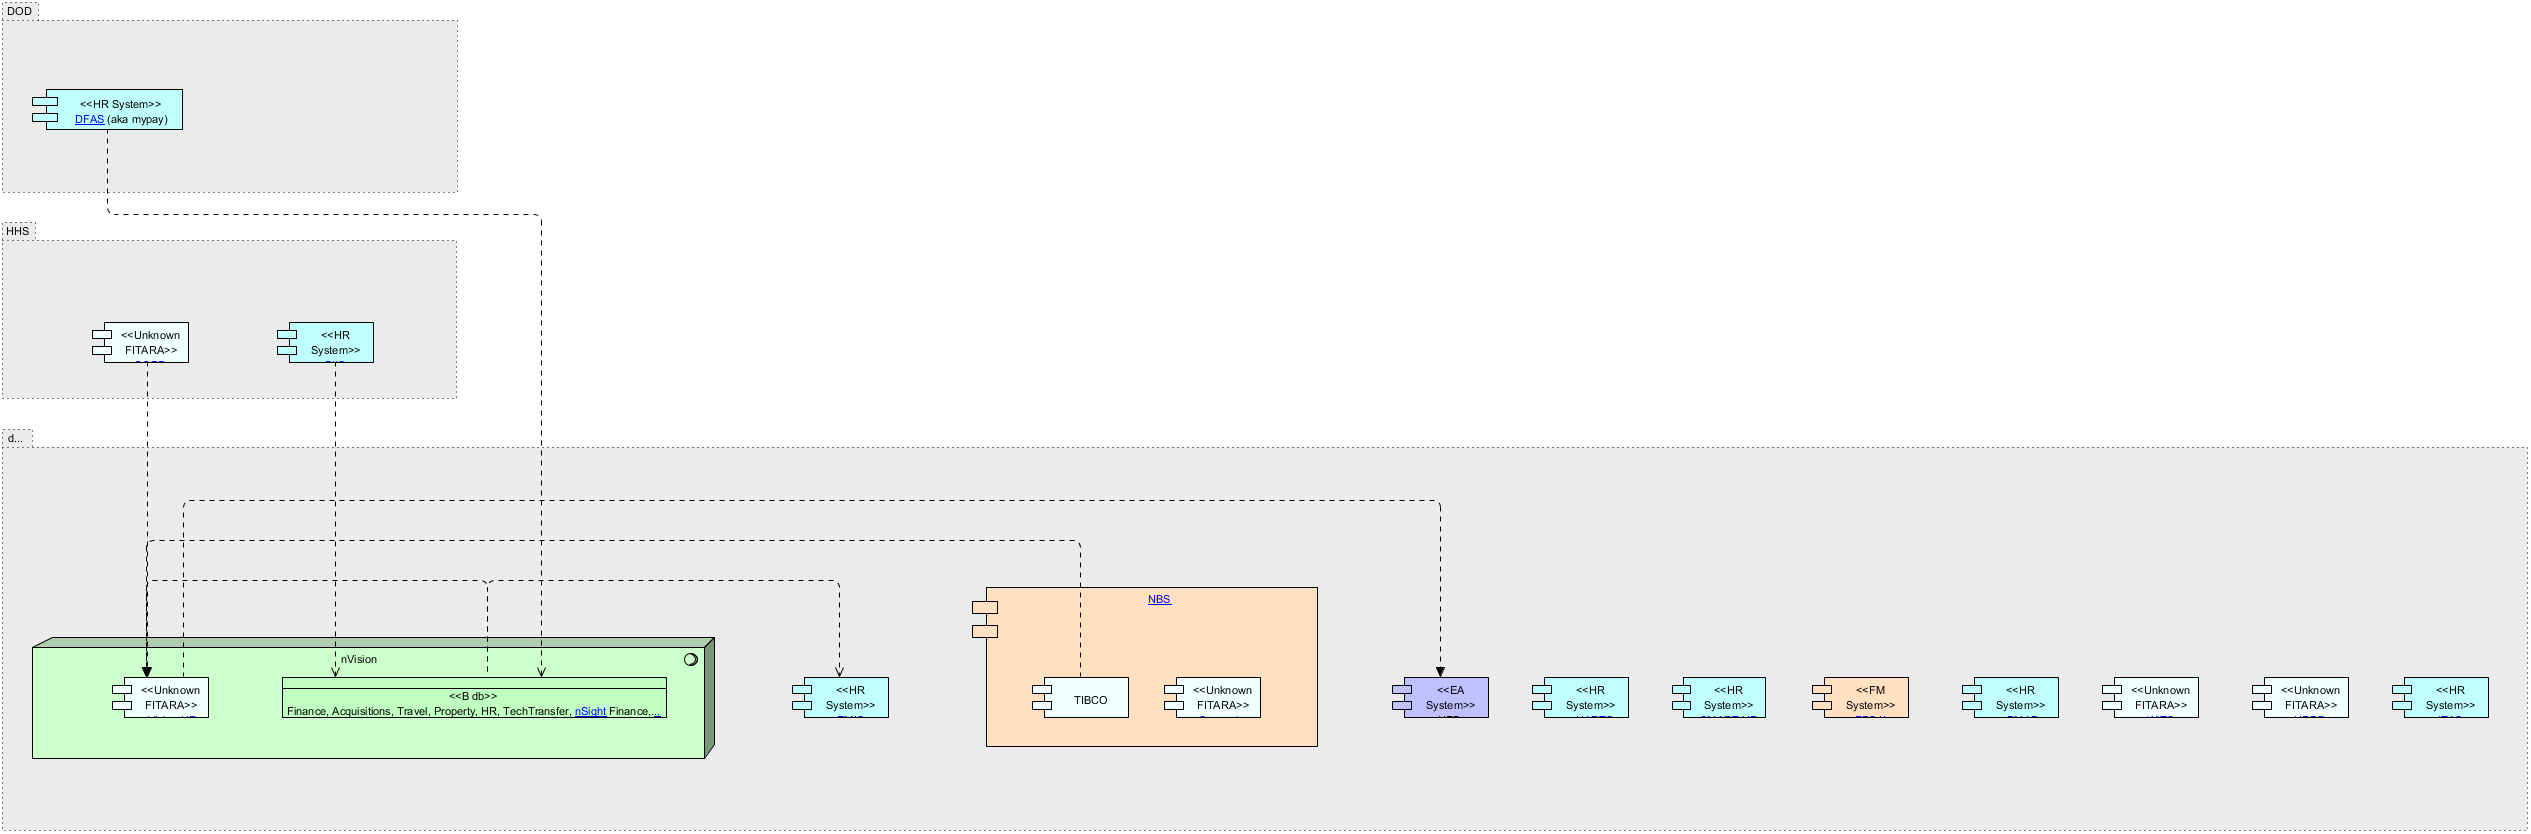 DOD
<<HR System>>
DFAS (aka mypay)
HHS
<<Unknown
FITARA>>
<<HR
System>>
d...
NBS
nVision
<<Unknown
FITARA>>
<<B db>>
Finance, Acquisitions, Travel, Property, HR, TechTransfer, nSight Finance,...
<<HR
System>>
TIBCO
<<Unknown
FITARA>>
<<EA
System>>
<<HR
System>>
<<HR
System>>
<<FM
System>>
<<HR
System>>
<<Unknown
FITARA>>
<<Unknown
FITARA>>
<<HR
System>>